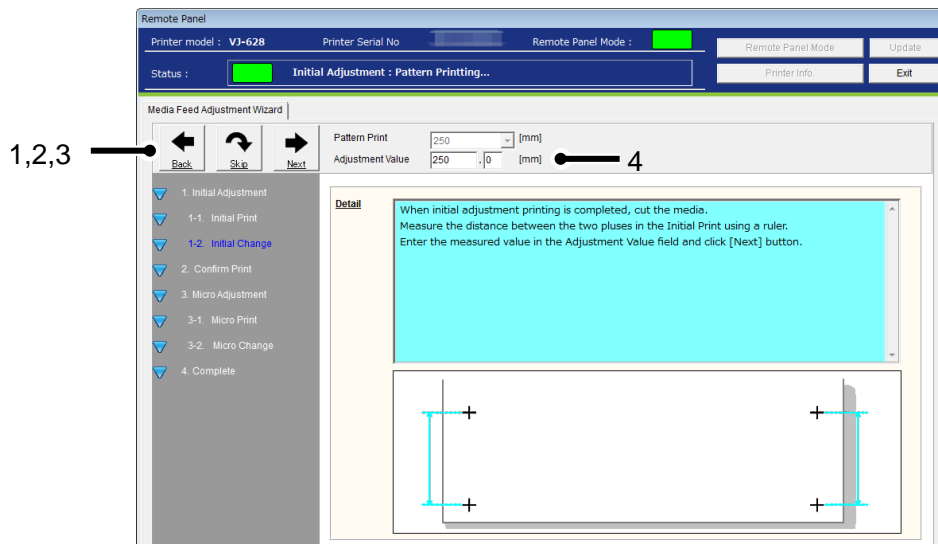 Remote Panel
Printer model : VJ-628 Printer Serial No Remote Panel Mode : Remote Panel Mode Update
Status : Initial Adjustment : Pattern Printting... Printer Info. Exit
Media Feed Adjustment Wizard
1,2,3
Back Skip Next
Pattern Print 250 [mm]
Adjustment Value 250 . 0 [mm] 4
1. Initial Adjustment
1-1. Initial Print
1-2. Initial Change
2. Confirm Print
3. Micro Adjustment
3-1. Micro Print
3-2. Micro Change
4. Complete
Detail
When initial adjustment printing is completed, cut the media.
Measure the distance between the two pluses in the Initial Print using a ruler.
Enter the measured value in the Adjustment Value field and click [Next] button.